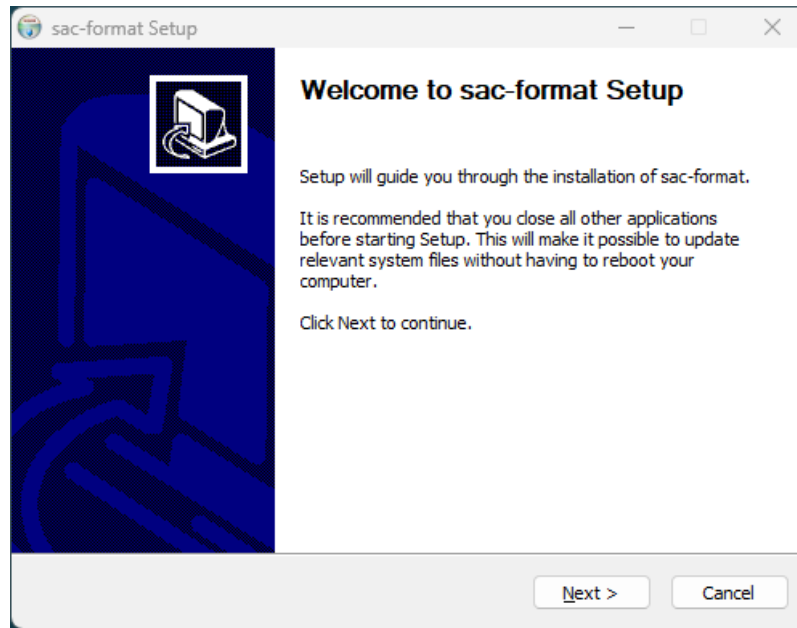 sac-format Setup
Welcome to sac-format Setup
Setup will guide you through the installation of sac-format.
It is recommended that you close all other applications
before starting Setup. This will make it possible to update
relevant system files without having to reboot your
computer.
Click Next to continue.
Next >
Cancel